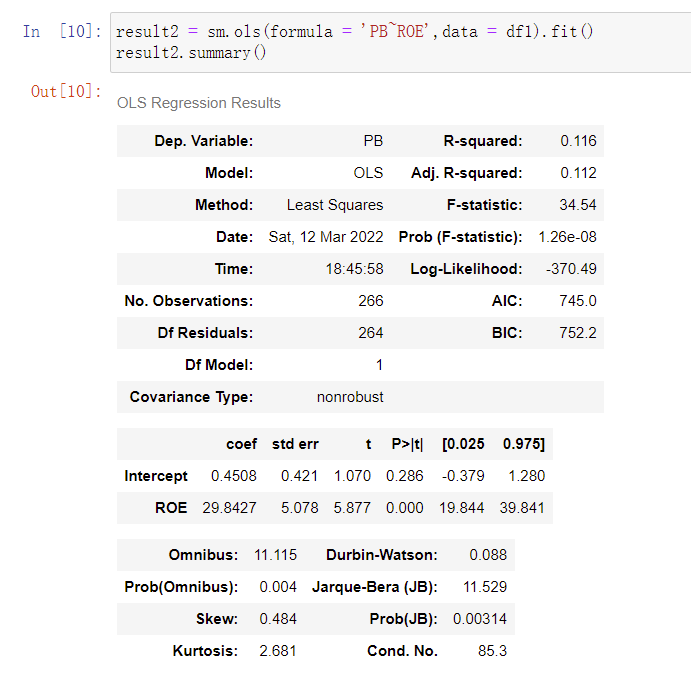 In [10]: result2 = sm.ols(formula = 'PB~ROE',data = df1).fit()
result2.summary()
Out[10]:
OLS Regression Results
Dep. Variable: PB R-squared: 0.116
Model: OLS Adj. R-squared: 0.112
Method: Least Squares F-statistic: 34.54
Date: Sat, 12 Mar 2022 Prob (F-statistic): 1.26e-08
Time: 18:45:58 Log-Likelihood: -370.49
No. Observations: 266 AIC: 745.0
Df Residuals: 264 BIC: 752.2
Df Model: 1
Covariance Type: nonrobust
coef std err t P>|t| [0.025 0.975]
Intercept 0.4508 0.421 1.070 0.286 -0.379 1.280
ROE 29.8427 5.078 5.877 0.000 19.844 39.841
Omnibus: 11.115 Durbin-Watson: 0.088
Prob(Omnibus): 0.004 Jarque-Bera (JB): 11.529
Skew: 0.484 Prob(JB): 0.00314
Kurtosis: 2.681 Cond. No. 85.3